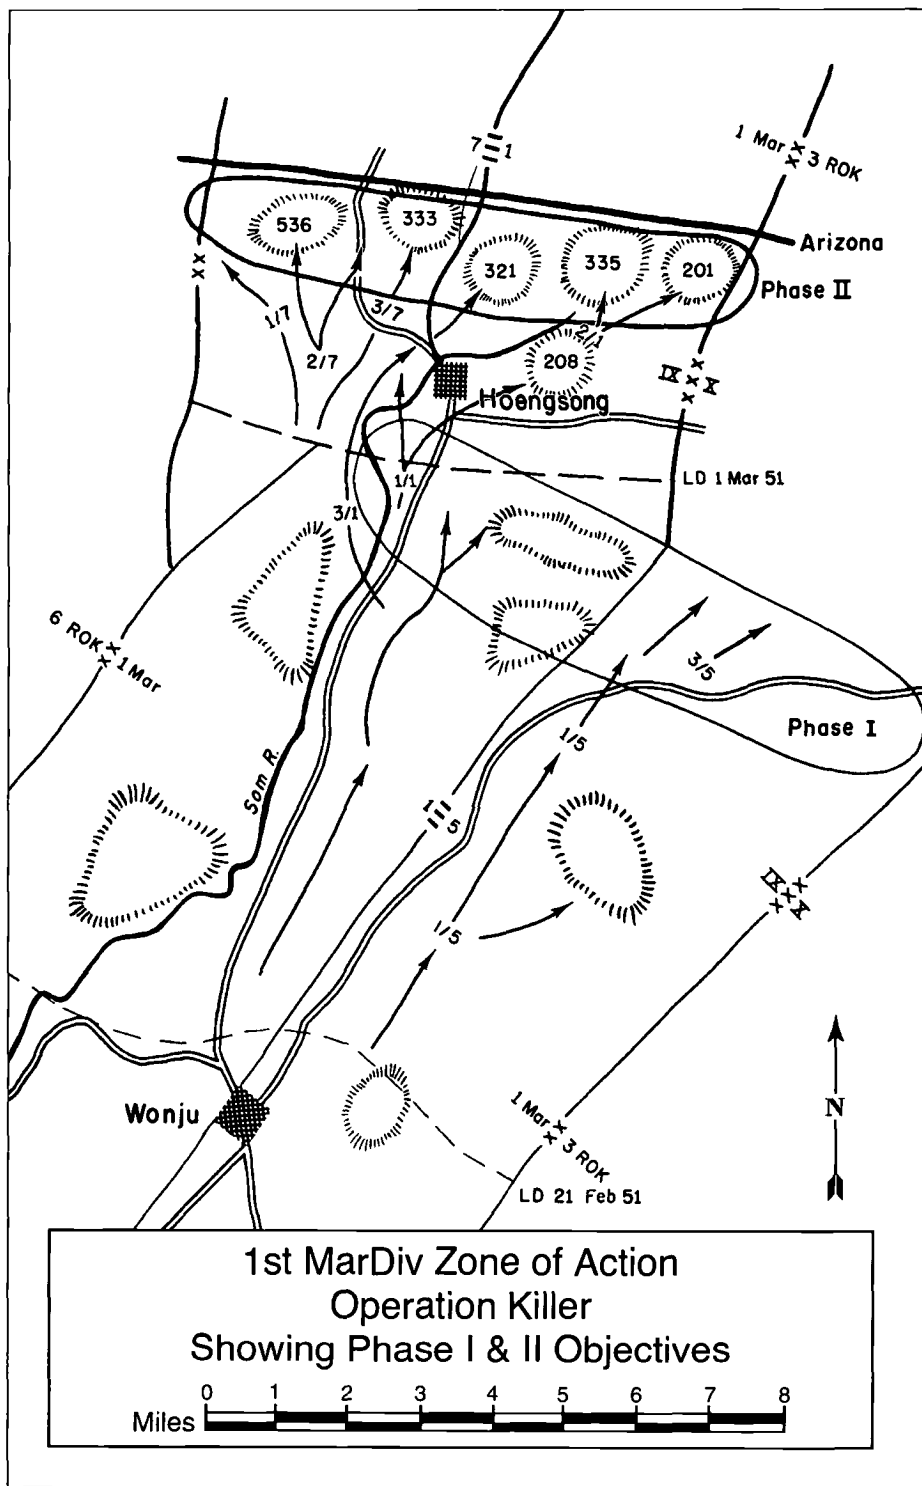 7 1
1 Mar 3 ROK
Arizona
536
333
321
335
201
Phase II
1/7
2/7
3/7
2/1
208
IX X
Hoengsong
1/1
LD 1 Mar 51
3/1
6 ROK 1 Mar
3/5
Phase I
1/5
Som R.
1 5
1/5
IX X
Wonju
1 Mar 3 ROK
LD 21 Feb 51
N
1st MarDiv Zone of Action
Operation Killer
Showing Phase I & II Objectives
0 1 2 3 4 5 6 7 8
Miles